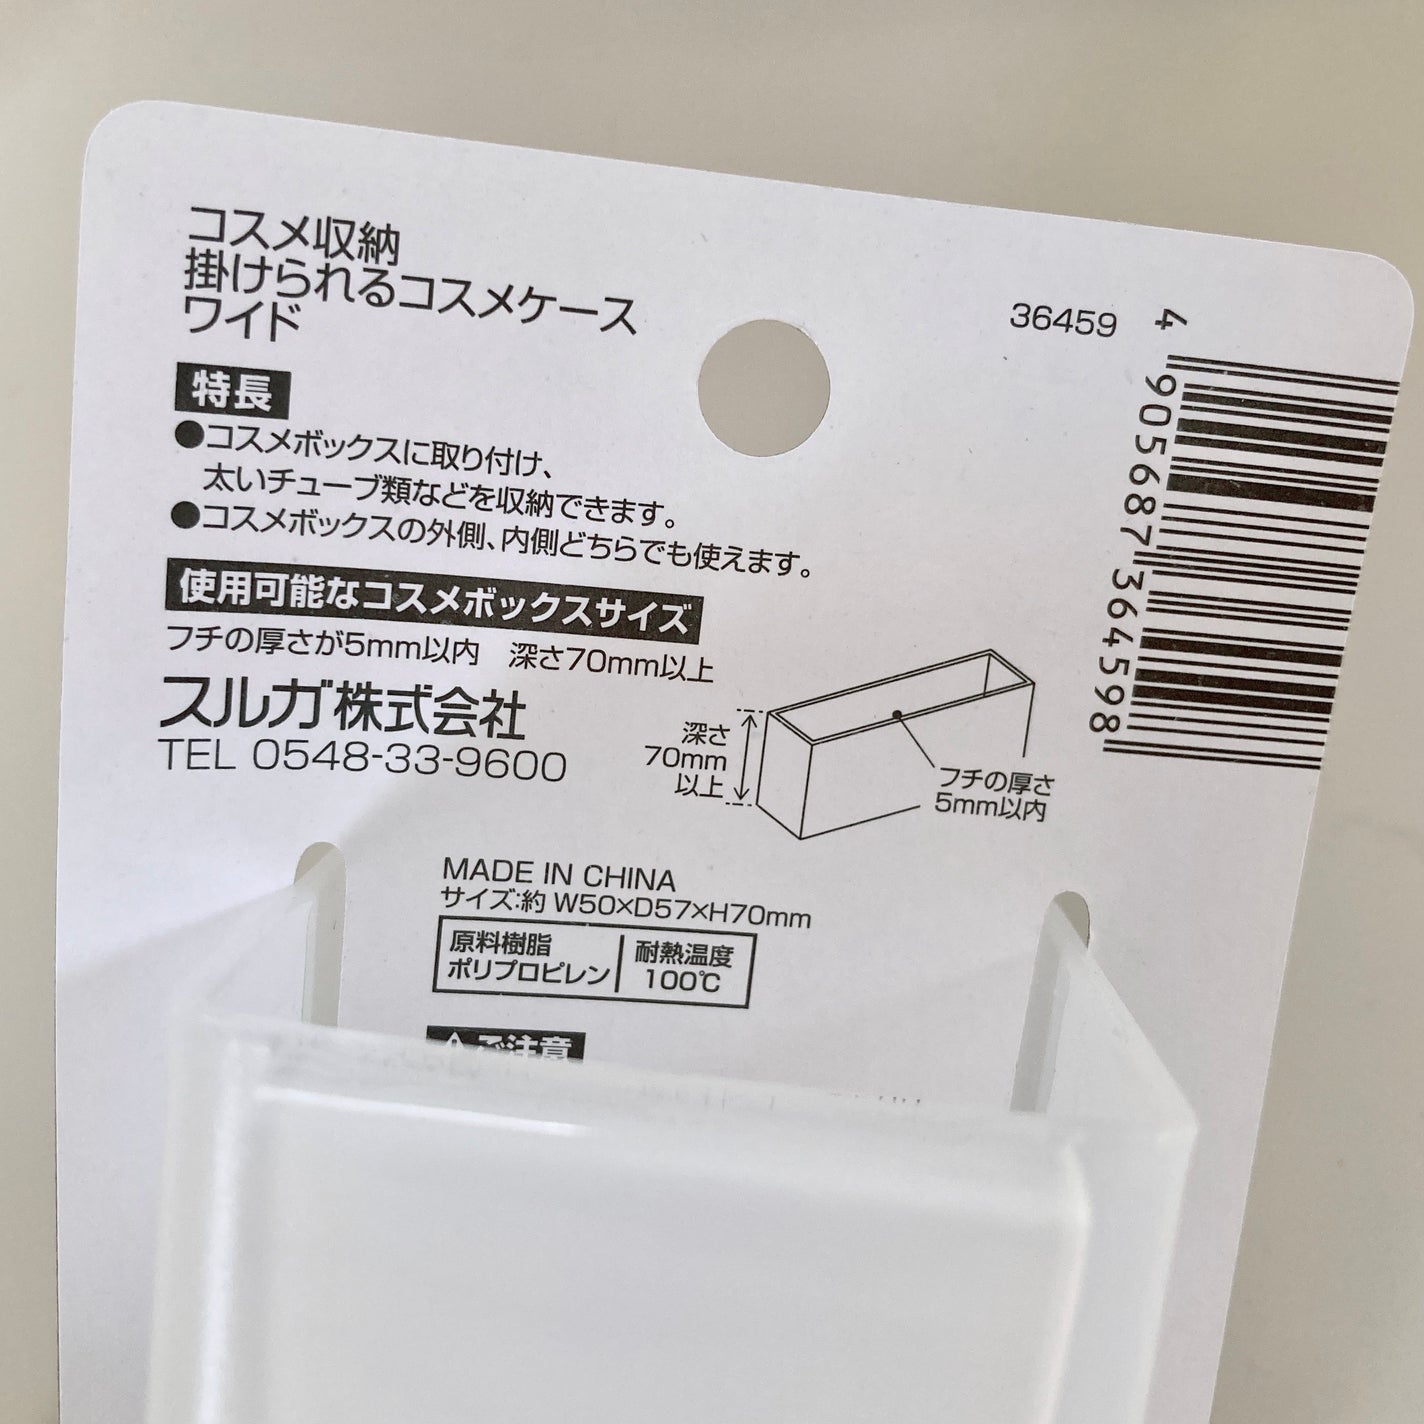 コスメ収納
掛けられるコスメケース
ワイド
36459
4 905687 364598
特長
●コスメボックスに取り付け、
太いチューブ類などを収納できます。
●コスメボックスの外側、内側どちらでも使えます。
使用可能なコスメボックスサイズ
フチの厚さが5mm以内 深さ70mm以上
スルガ株式会社
TEL 0548-33-9600
深さ
70mm
以上
フチの厚さ
5mm以内
MADE IN CHINA
サイズ:約 W50×D57×H70mm
原料樹脂
ポリプロピレン
耐熱温度
100℃
⚠ご注意